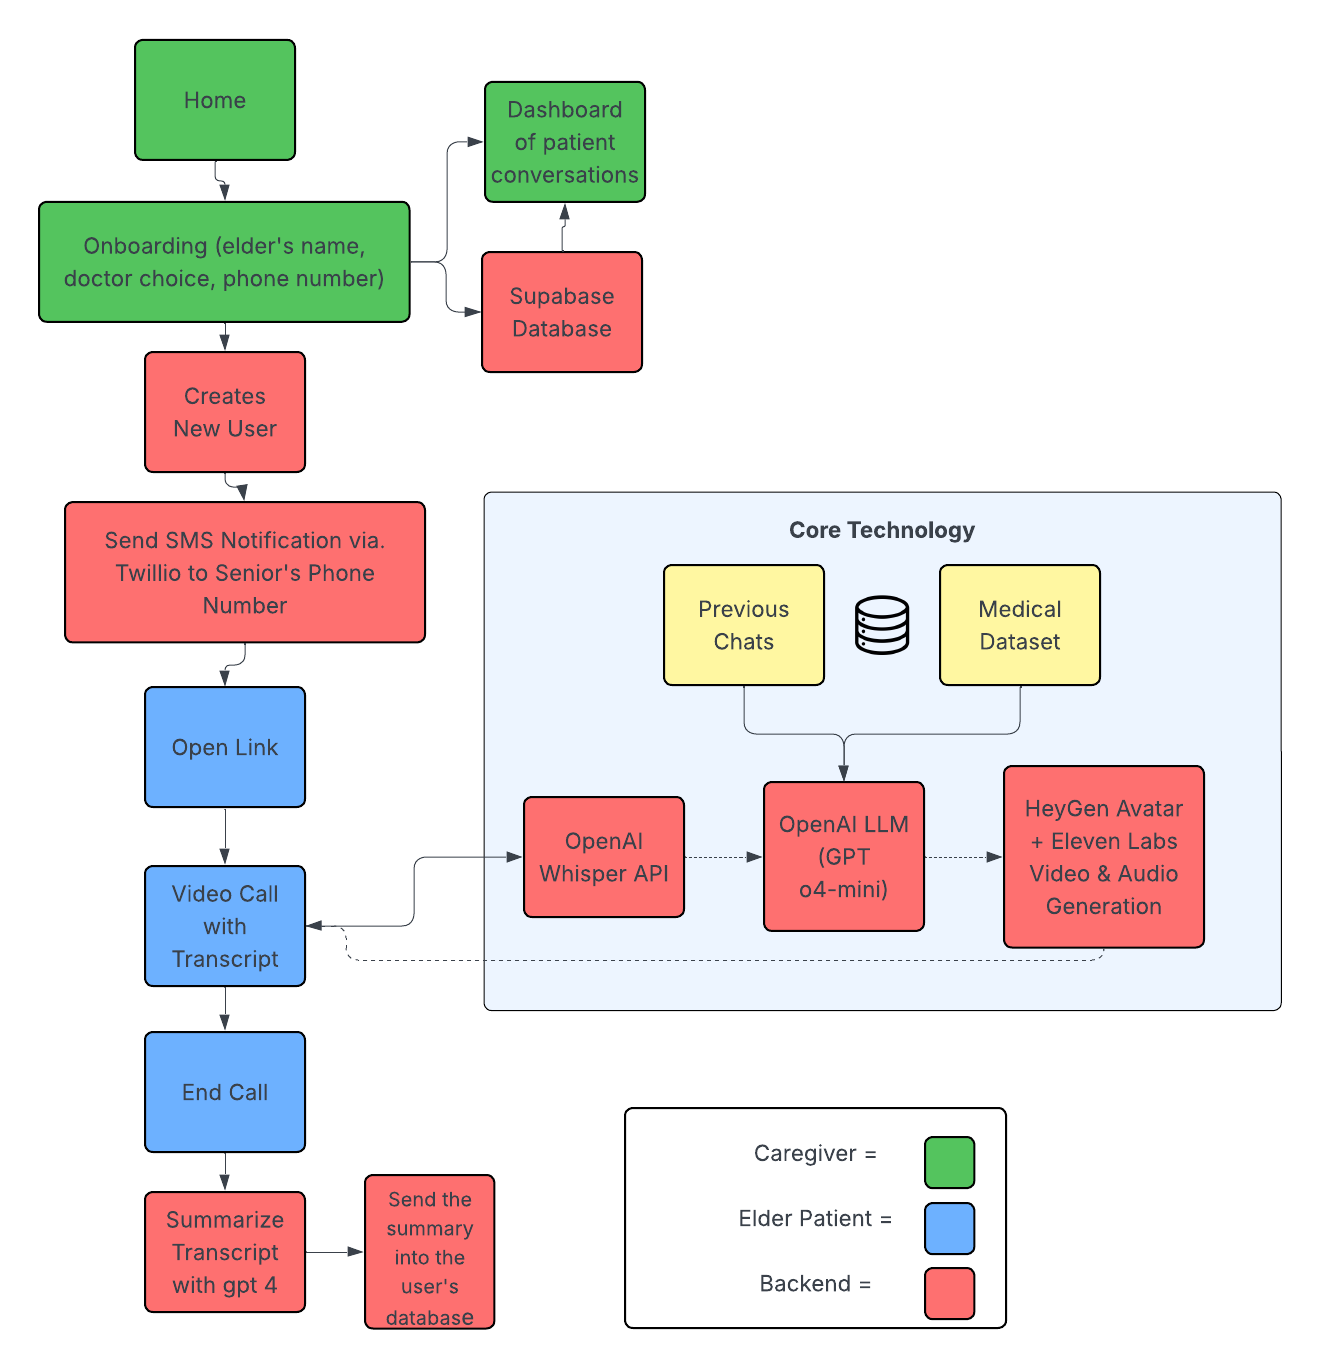 Home
Dashboard
of patient
conversations
Onboarding (elder's name,
doctor choice, phone number)
Supabase
Database
Creates
New User
Send SMS Notification via.
Twillio to Senior's Phone
Number
Core Technology
Previous
Chats
Medical
Dataset
Open Link
OpenAI
Whisper API
OpenAI LLM
(GPT
o4-mini)
HeyGen Avatar
+ Eleven Labs
Video & Audio
Generation
Video Call
with
Transcript
End Call
Summarize
Transcript
with gpt 4
Send the
summary
into the
user's
database
Caregiver =
Elder Patient =
Backend =